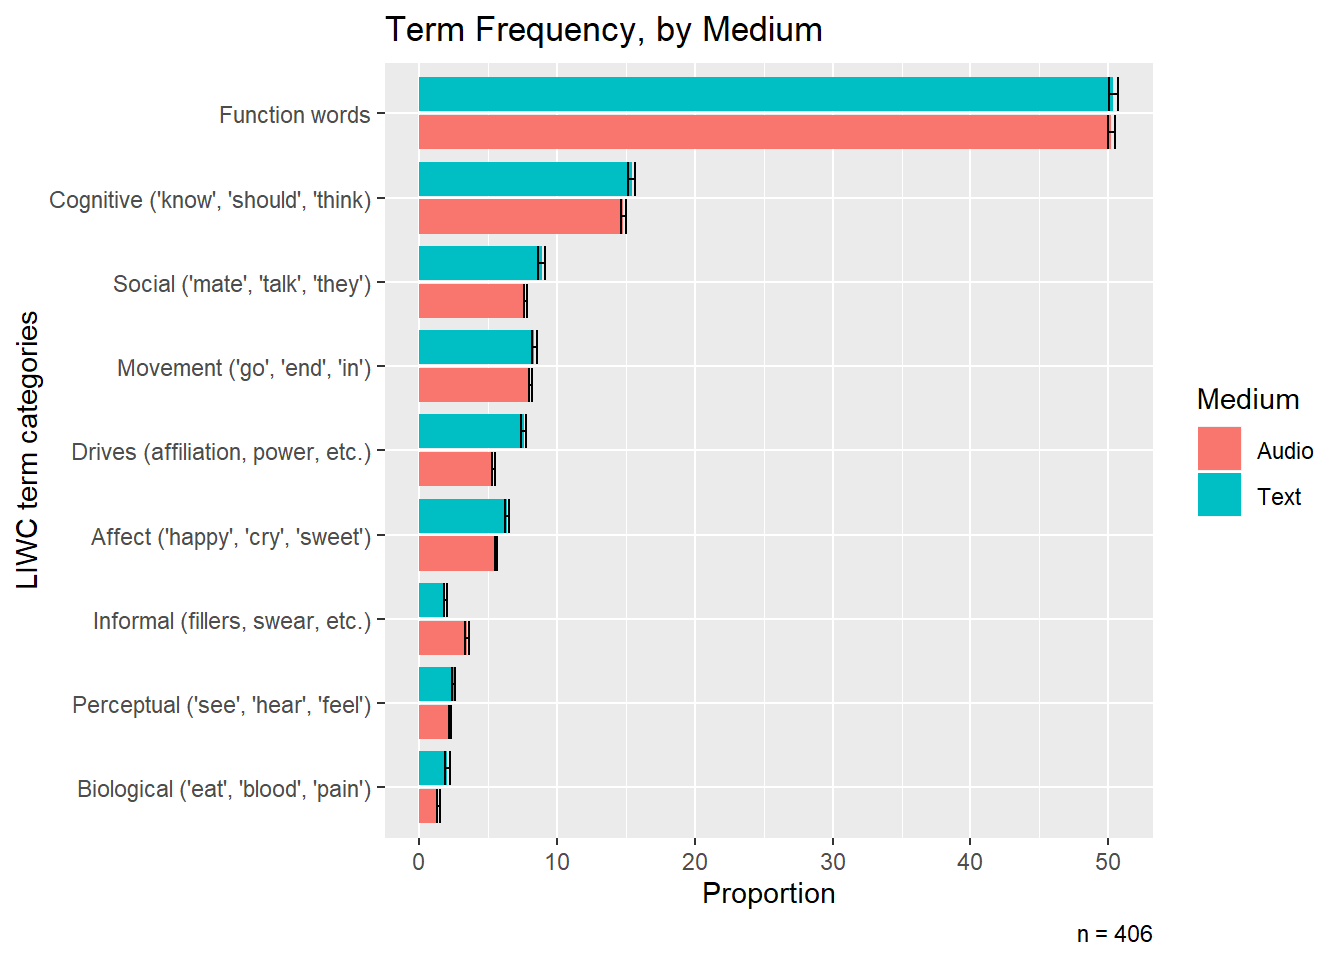 Term Frequency, by Medium
LIWC term categories
Function words
Cognitive ('know', 'should', 'think)
Social ('mate', 'talk', 'they')
Movement ('go', 'end', 'in')
Drives (affiliation, power, etc.)
Affect ('happy', 'cry', 'sweet')
Informal (fillers, swear, etc.)
Perceptual ('see', 'hear', 'feel')
Biological ('eat', 'blood', 'pain')
0 10 20 30 40 50
Proportion
n = 406
Medium
Audio
Text